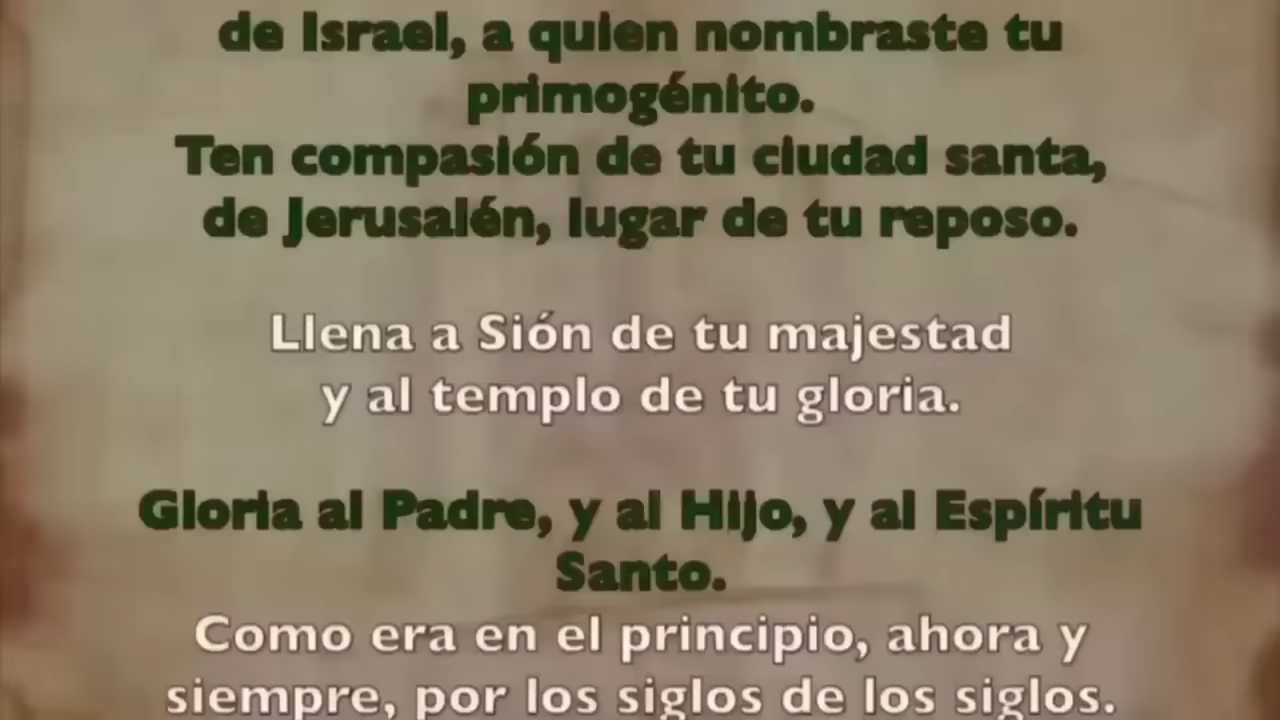 de Israel, a quien nombraste tu
primogénito.
Ten compasión de tu ciudad santa,
de Jerusalén, lugar de tu reposo.
Llena a Sión de tu majestad
y al templo de tu gloria.
Gloria al Padre, y al Hijo, y al Espíritu
Santo.
Como era en el principio, ahora y
siempre, por los siglos de los siglos.